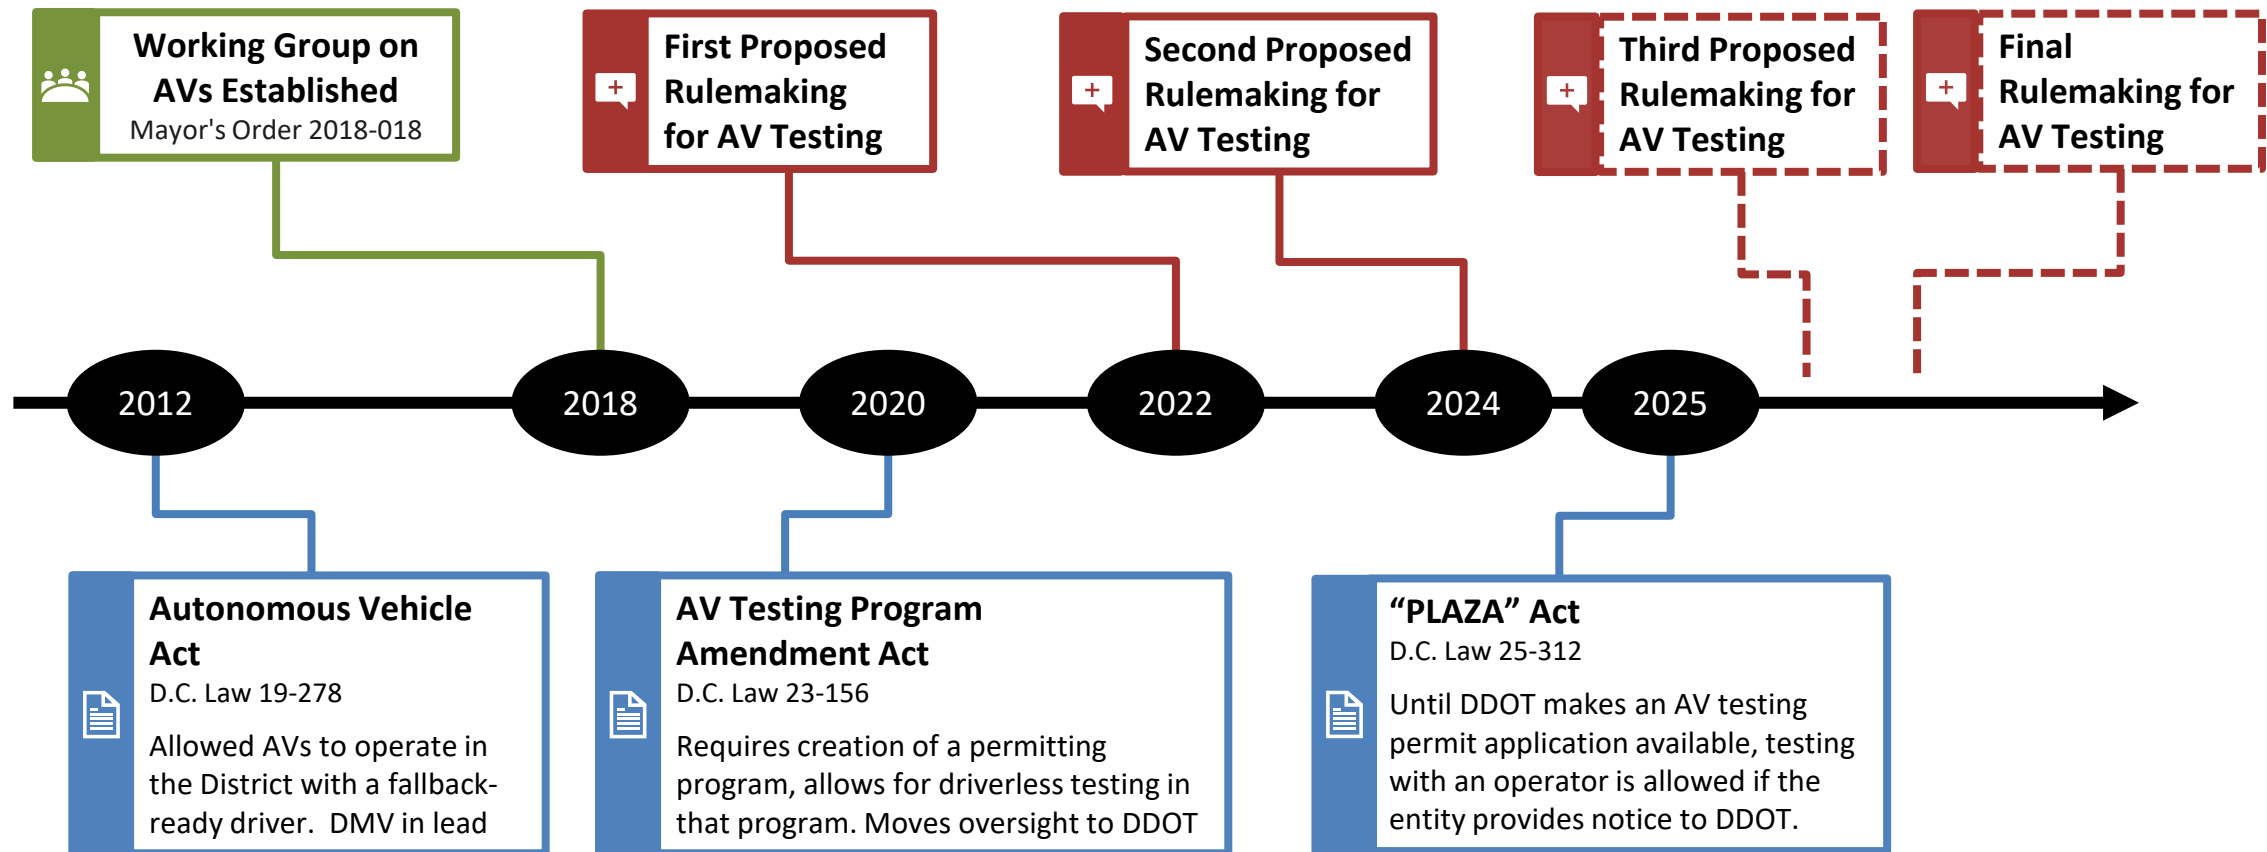 Working Group on
AVs Established
Mayor's Order 2018-018
First Proposed
Rulemaking
for AV Testing
Second Proposed
Rulemaking for
AV Testing
Third Proposed
Rulemaking for
AV Testing
Final
Rulemaking for
AV Testing
2012
2018
2020
2022
2024
2025
Autonomous Vehicle
Act
D.C. Law 19-278
Allowed AVs to operate in
the District with a fallback-
ready driver.  DMV in lead
AV Testing Program
Amendment Act
D.C. Law 23-156
Requires creation of a permitting
program, allows for driverless testing in
that program. Moves oversight to DDOT
“PLAZA” Act
D.C. Law 25-312
Until DDOT makes an AV testing
permit application available, testing
with an operator is allowed if the
entity provides notice to DDOT.